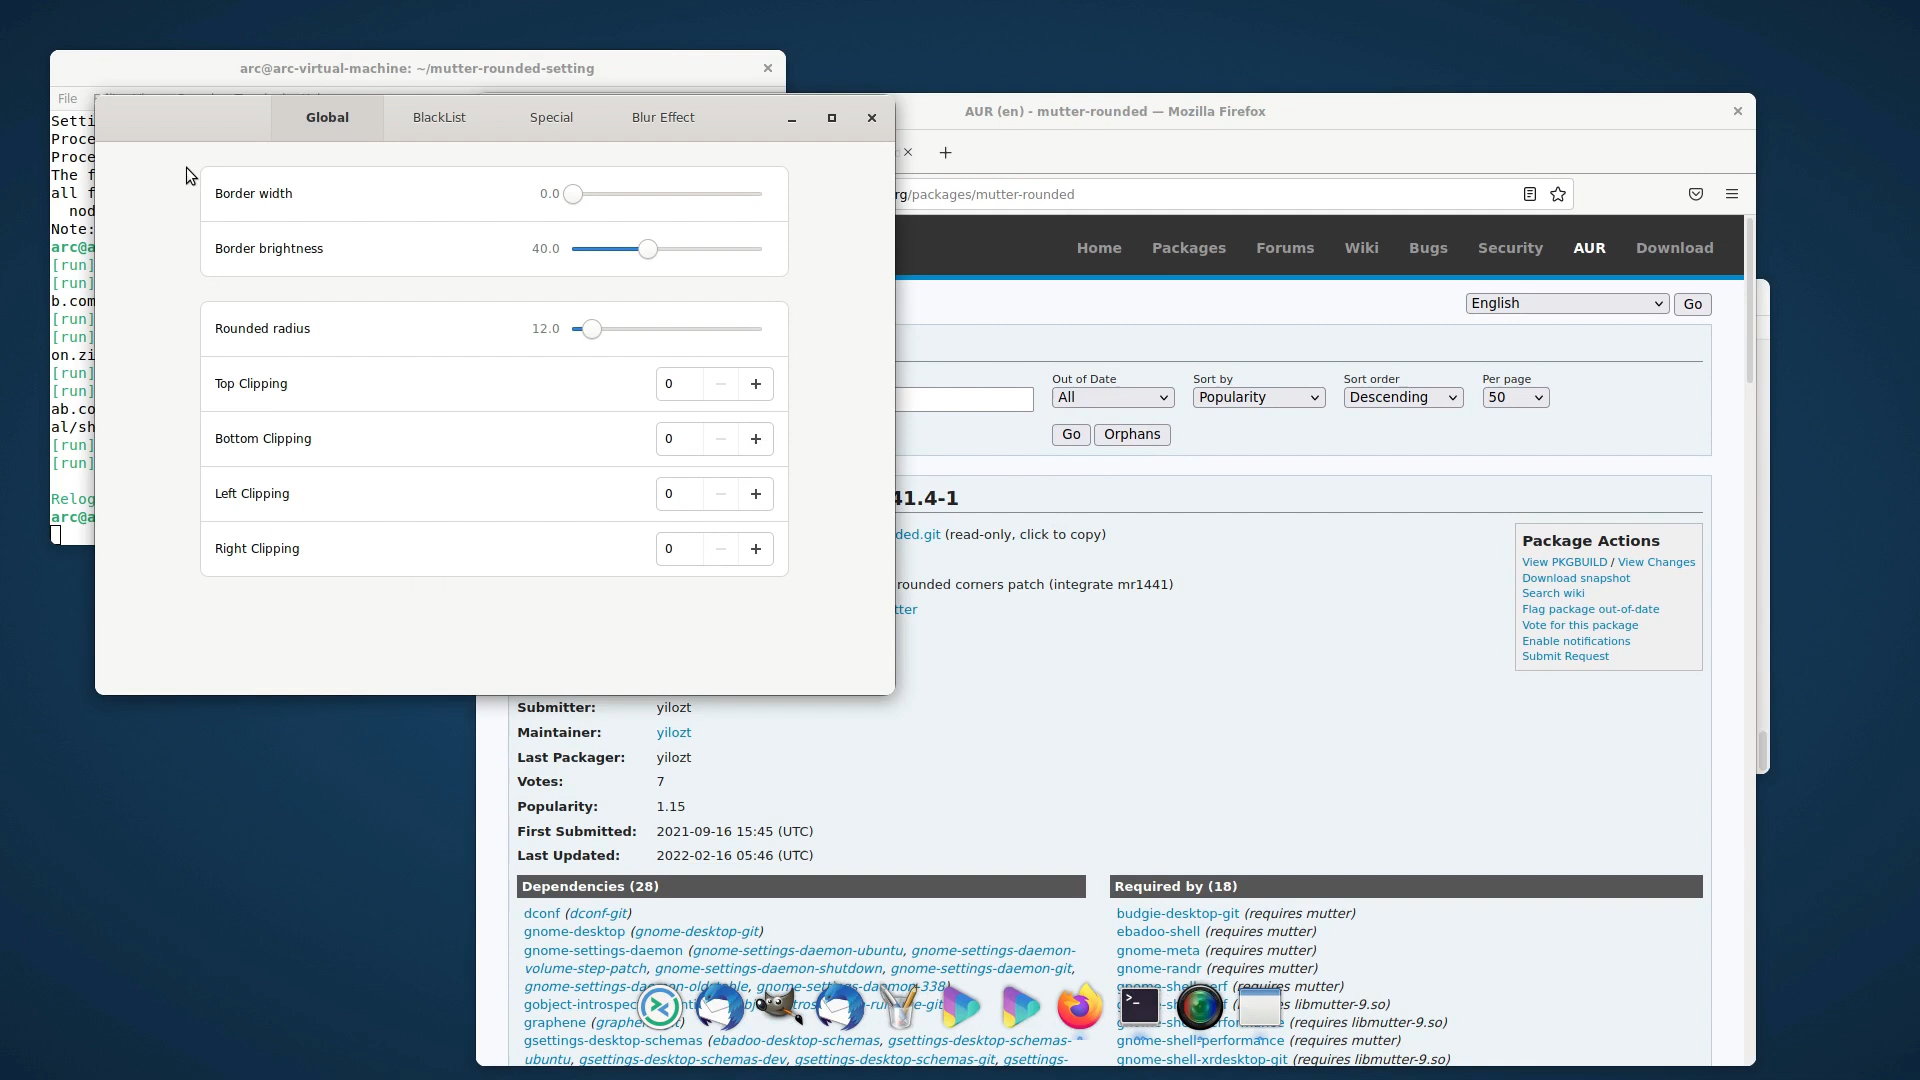 arc@arc-virtual-machine: ~/mutter-rounded-setting
File
Setti
Proce
Proce
The f
all f
nod
Note:
arc@a
[run]
[run]
b.com
[run]
[run]
on.zi
[run]
[run]
ab.co
al/sh
[run]
[run]
Relog
arc@a
Global
BlackList
Special
Blur Effect
Border width
0.0
Border brightness
40.0
Rounded radius
12.0
Top Clipping
0
Bottom Clipping
0
Left Clipping
0
Right Clipping
0
AUR (en) - mutter-rounded — Mozilla Firefox
rg/packages/mutter-rounded
Home Packages Forums Wiki Bugs Security AUR Download
English Go
Out of Date Sort by Sort order Per page
All Popularity Descending 50
Go Orphans
41.4-1
ded.git (read-only, click to copy)
rounded corners patch (integrate mr1441)
tter
Package Actions
View PKGBUILD / View Changes
Download snapshot
Search wiki
Flag package out-of-date
Vote for this package
Enable notifications
Submit Request
Submitter: yilozt
Maintainer: yilozt
Last Packager: yilozt
Votes: 7
Popularity: 1.15
First Submitted: 2021-09-16 15:45 (UTC)
Last Updated: 2022-02-16 05:46 (UTC)
Dependencies (28)
dconf (dconf-git)
gnome-desktop (gnome-desktop-git)
gnome-settings-daemon (gnome-settings-daemon-ubuntu, gnome-settings-daemon-
volume-step-patch, gnome-settings-daemon-shutdown, gnome-settings-daemon-git,
gnome-settings-daemon-oldstable, gnome-settings-daemon-338)
gobject-introspec
graphene
gsettings-desktop-schemas (ebadoo-desktop-schemas, gsettings-desktop-schemas-
ubuntu, gsettings-desktop-schemas-dev, gsettings-desktop-schemas-git, gsettings-
Required by (18)
budgie-desktop-git (requires mutter)
ebadoo-shell (requires mutter)
gnome-meta (requires mutter)
gnome-randr (requires mutter)
(requires mutter)
(requires libmutter-9.so)
(requires libmutter-9.so)
gnome-shell-performance (requires mutter)
gnome-shell-xrdesktop-git (requires libmutter-9.so)